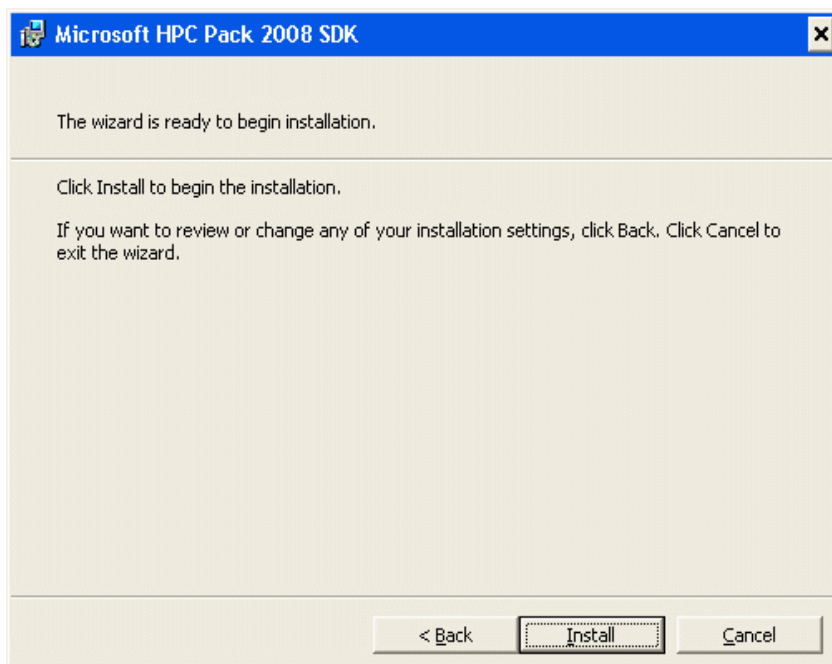 Microsoft HPC Pack 2008 SDK
The wizard is ready to begin installation.
Click Install to begin the installation.
If you want to review or change any of your installation settings, click Back. Click Cancel to
exit the wizard.
< Back Install Cancel